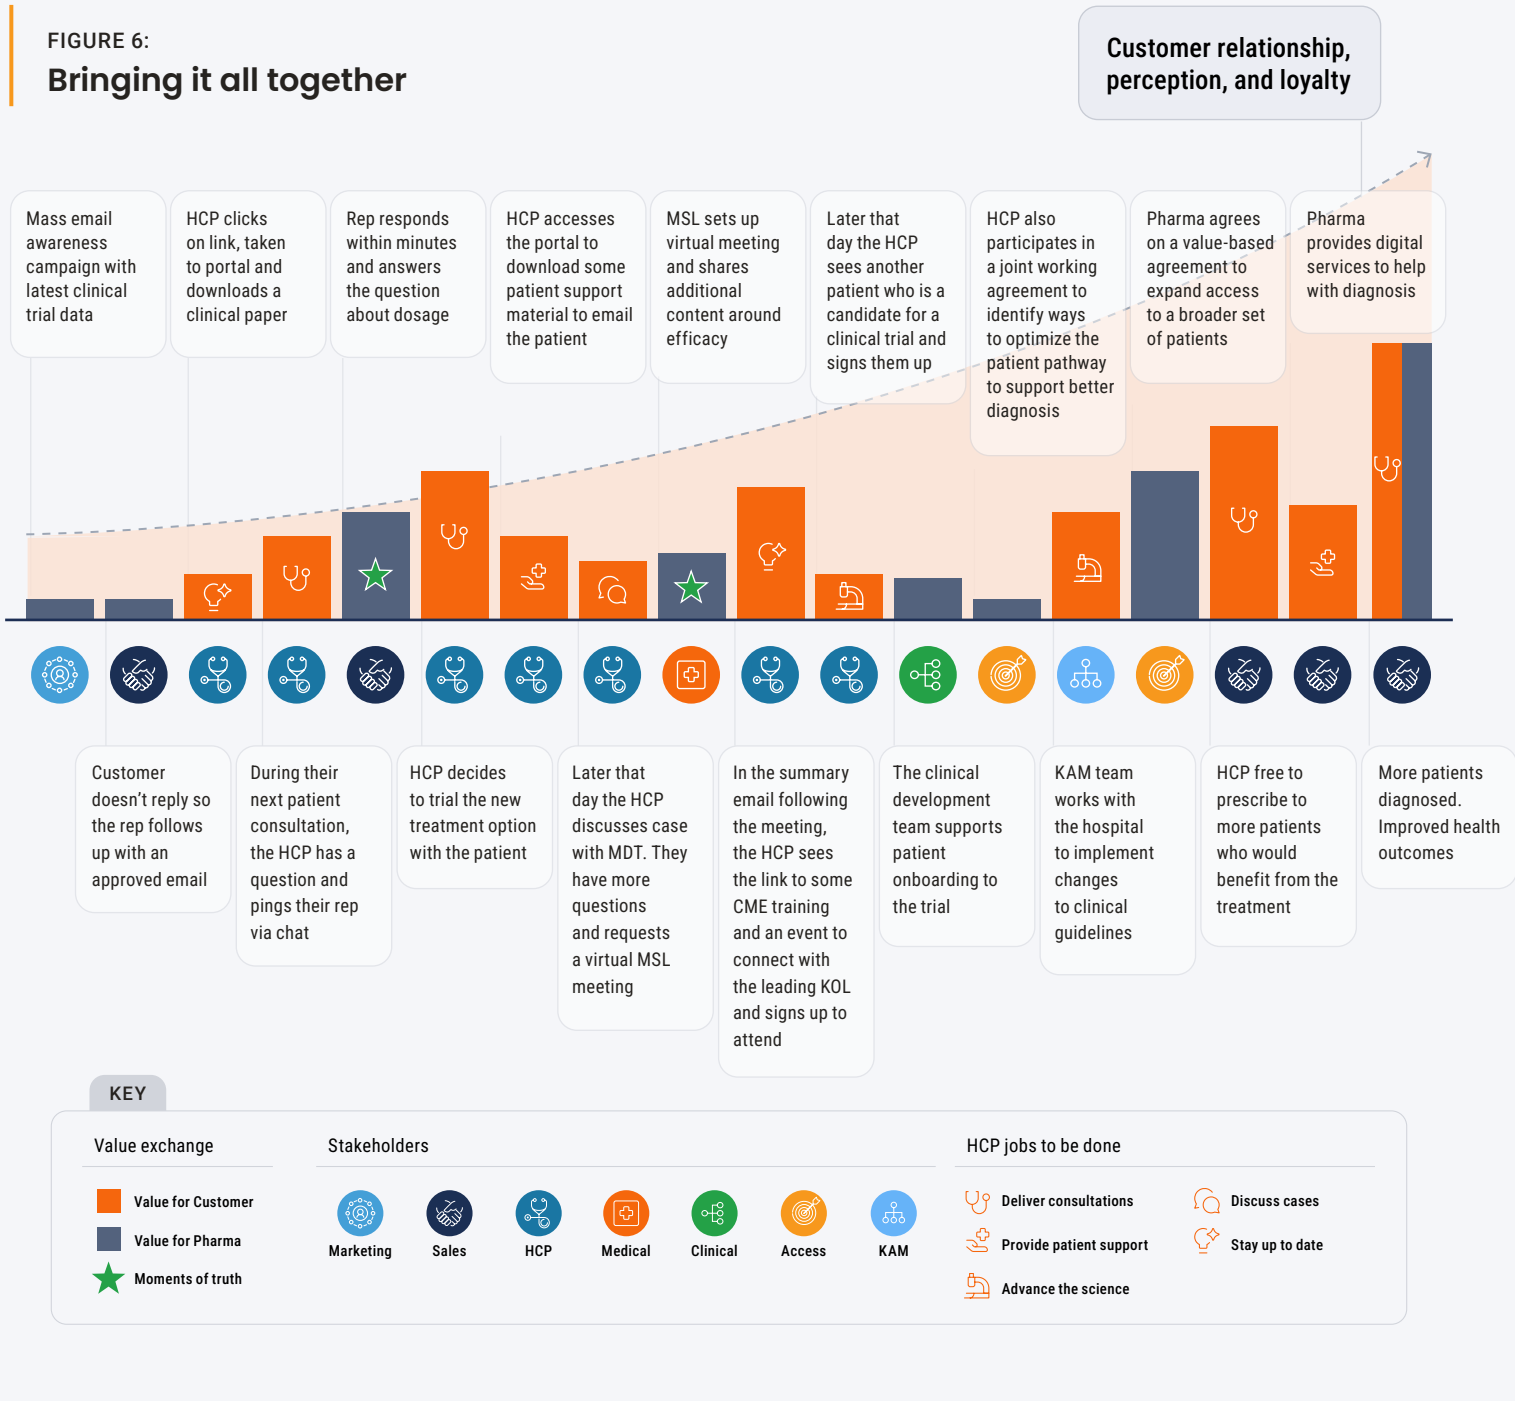 FIGURE 6:
Bringing it all together
Customer relationship,
perception, and loyalty
Mass email
awareness
campaign with
latest clinical
trial data
HCP clicks
on link, taken
to portal and
downloads a
clinical paper
Rep responds
within minutes
and answers
the question
about dosage
HCP accesses
the portal to
download some
patient support
material to email
the patient
MSL sets up
virtual meeting
and shares
additional
content around
efficacy
Later that
day the HCP
sees another
patient who is a
candidate for a
clinical trial and
signs them up
HCP also
participates in
a joint working
agreement to
identify ways
to optimize the
patient pathway
to support better
diagnosis
Pharma agrees
on a value-based
agreement to
expand access
to a broader set
of patients
Pharma
provides digital
services to help
with diagnosis
Customer
doesn’t reply so
the rep follows
up with an
approved email
During their
next patient
consultation,
the HCP has a
question and
pings their rep
via chat
HCP decides
to trial the new
treatment option
with the patient
Later that
day the HCP
discusses case
with MDT. They
have more
questions
and requests
a virtual MSL
meeting
In the summary
email following
the meeting,
the HCP sees
the link to some
CME training
and an event to
connect with
the leading KOL
and signs up to
attend
The clinical
development
team supports
patient
onboarding to
the trial
KAM team
works with
the hospital
to implement
changes
to clinical
guidelines
HCP free to
prescribe to
more patients
who would
benefit from the
treatment
More patients
diagnosed.
Improved health
outcomes
KEY
Value exchange
Value for Customer
Value for Pharma
Moments of truth
Stakeholders
Marketing
Sales
HCP
Medical
Clinical
Access
KAM
HCP jobs to be done
Deliver consultations
Provide patient support
Advance the science
Discuss cases
Stay up to date